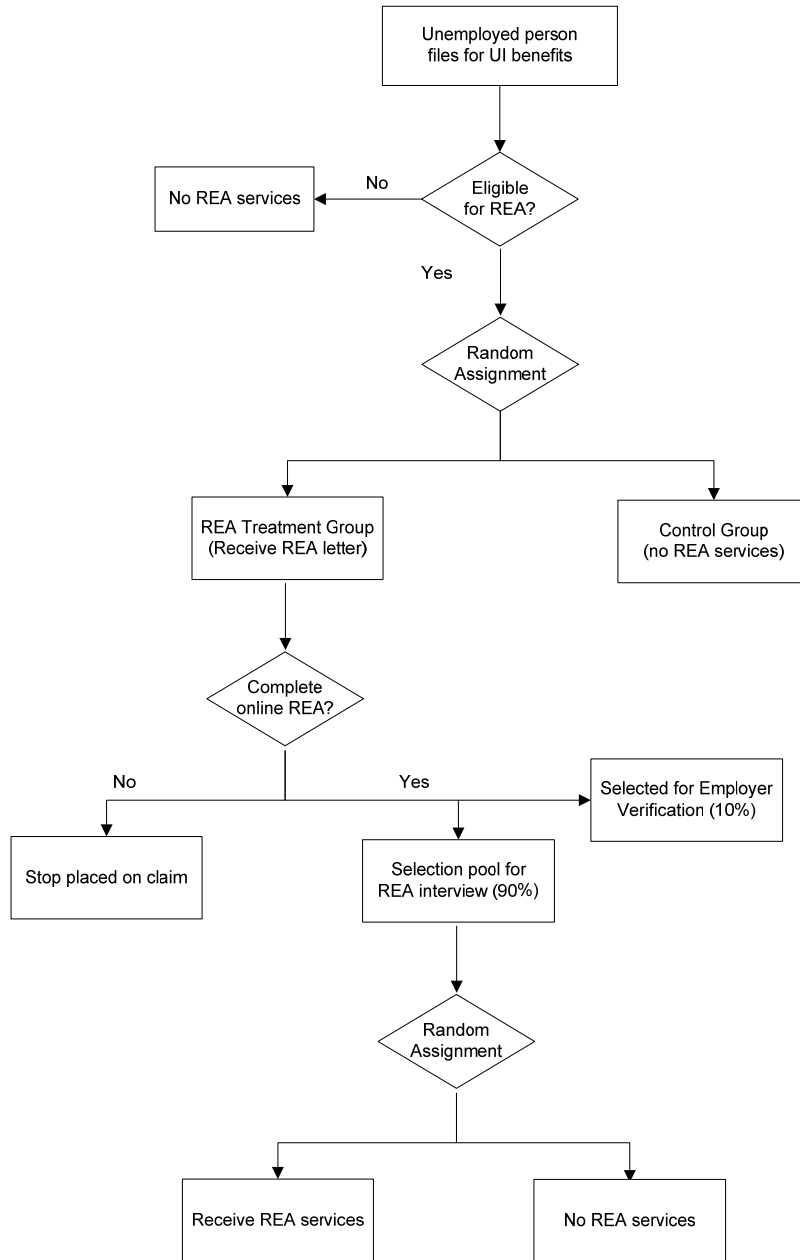 Unemployed person
files for UI benefits
No REA services
No
Eligible
for REA?
Yes
Random
Assignment
REA Treatment Group
(Receive REA letter)
Control Group
(no REA services)
Complete
online REA?
No
Yes
Selected for Employer
Verification (10%)
Stop placed on claim
Selection pool for
REA interview (90%)
Random
Assignment
Receive REA services
No REA services